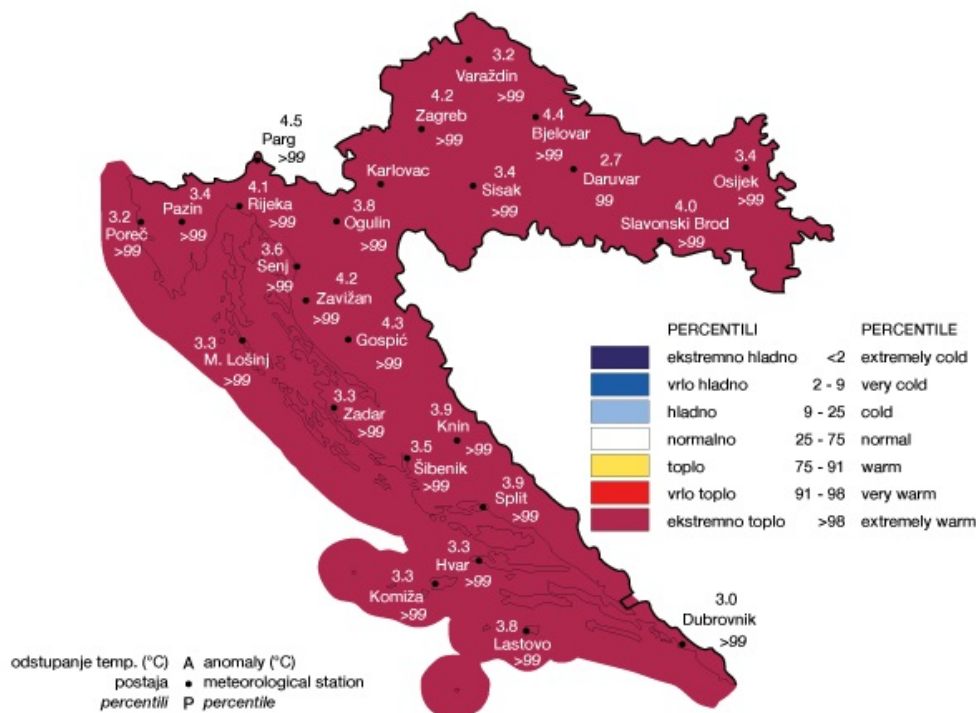 3.2
Varaždin
>99
4.2
Zagreb
>99
4.4
Bjelovar
>99
4.5
Parg
>99
Karlovac
3.4
Sisak
>99
2.7
Daruvar
99
3.4
Osijek
>99
4.0
Slavonski Brod
>99
3.2
Poreč
>99
3.4
Pazin
>99
4.1
Rijeka
>99
3.8
Ogulin
>99
3.6
Senj
>99
4.2
Zavižan
>99
4.3
Gospić
>99
3.3
M. Lošinj
>99
3.3
Zadar
>99
3.9
Knin
>99
3.5
Šibenik
>99
3.9
Split
>99
3.3
Hvar
>99
3.3
Komiža
>99
3.8
Lastovo
>99
3.0
Dubrovnik
>99
PERCENTILI PERCENTILE
ekstremno hladno <2 extremely cold
vrlo hladno 2 - 9 very cold
hladno 9 - 25 cold
normalno 25 - 75 normal
toplo 75 - 91 warm
vrlo toplo 91 - 98 very warm
ekstremno toplo >98 extremely warm
odstupanje temp. (°C) A anomaly (°C)
postaja • meteorological station
percentili P percentile